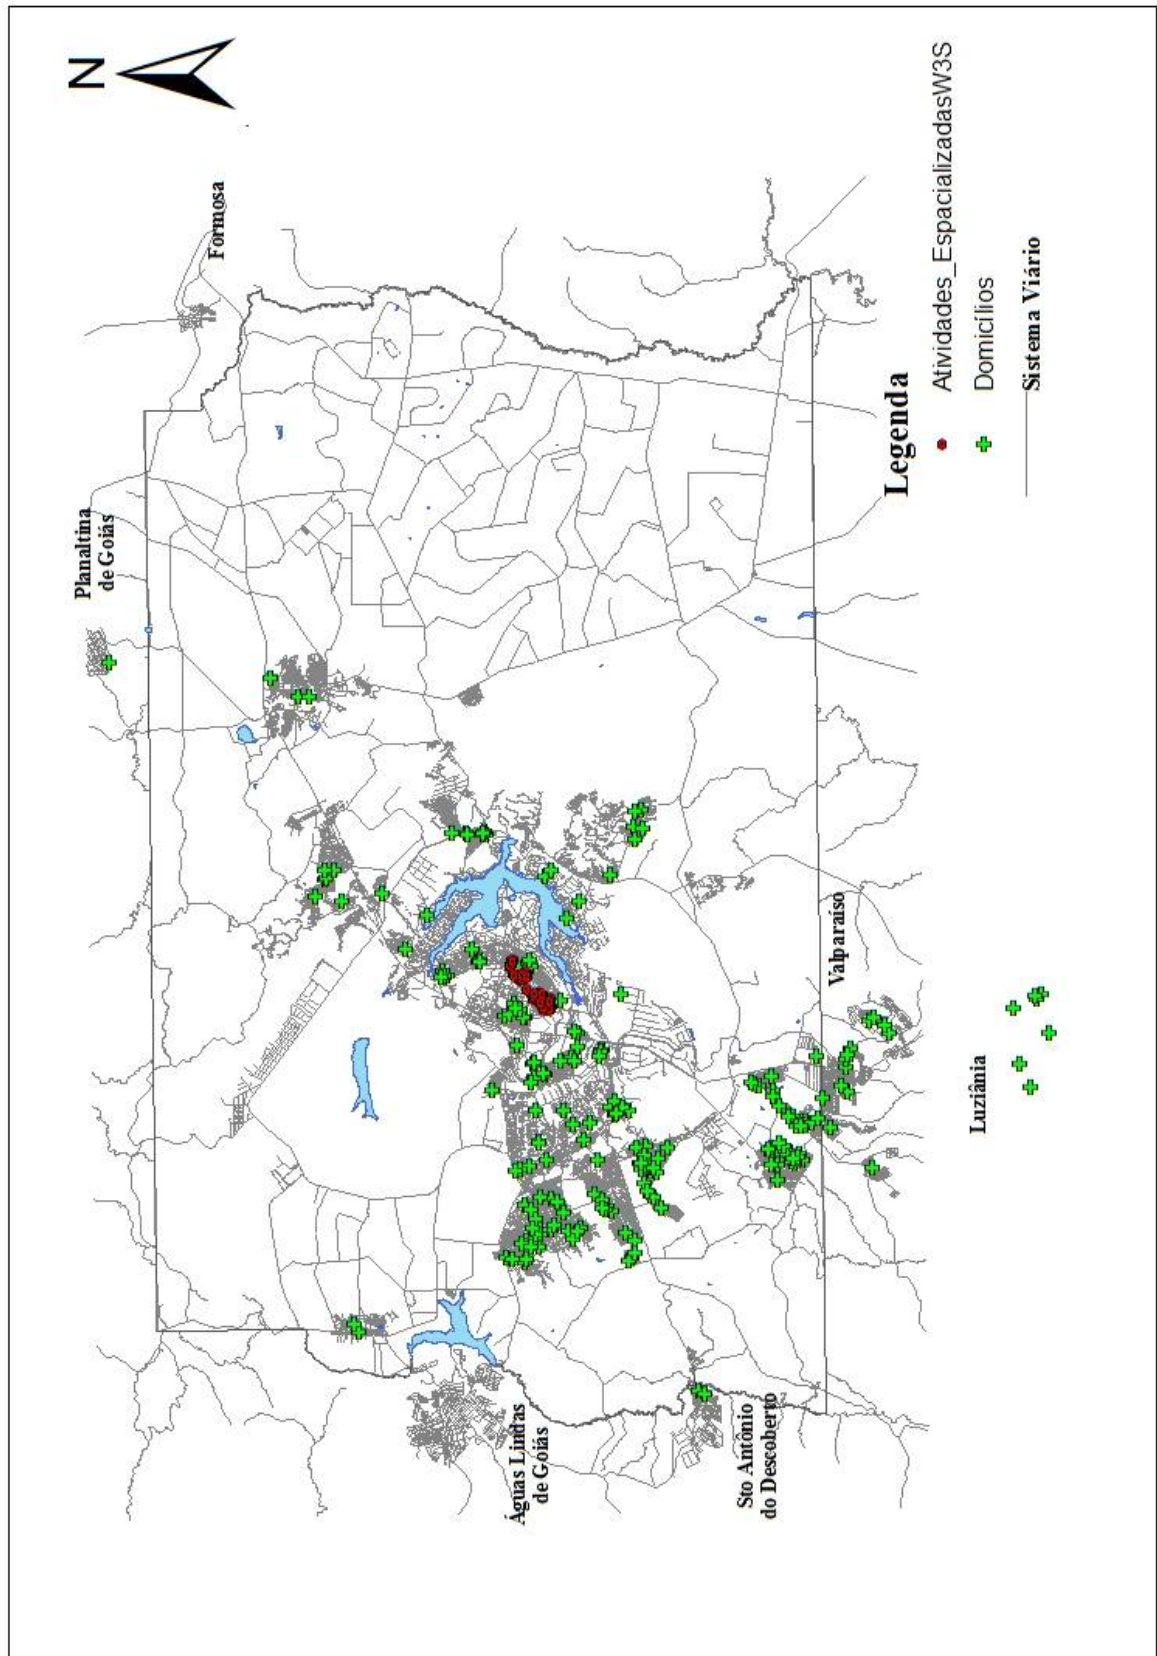 N
Formosa
Planaltina
de Goiás
Águas Lindas
de Goiás
Sto Antônio
do Descoberto
Valparaíso
Luziânia
Legenda
Atividades_EspacializadasW3S
Domicílios
Sistema Viário